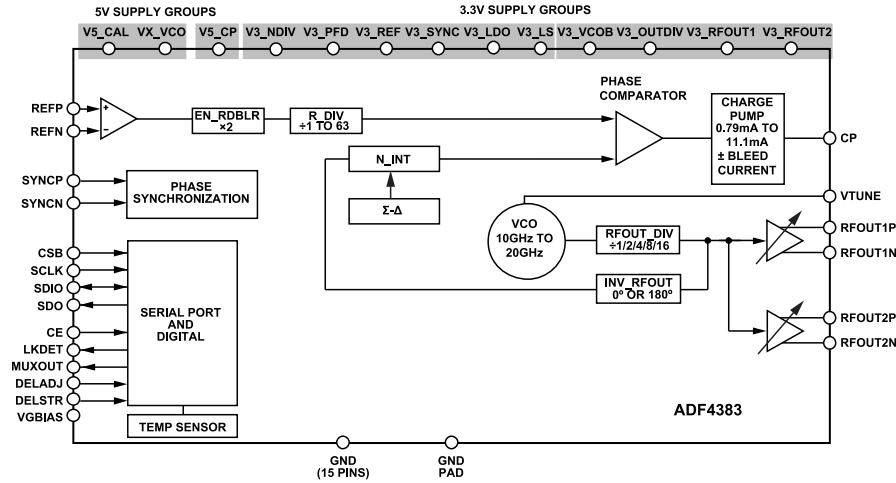 5V SUPPLY GROUPS
3.3V SUPPLY GROUPS
V5_CAL VX_VCO V5_CP V3_NDIV V3_PFD V3_REF V3_SYNC V3_LDO V3_LS V3_VCOB V3_OUTDIV V3_RFOUT1 V3_RFOUT2
REFP
REFN
+
–
EN_RDBLR
×2
R_DIV
÷1 TO 63
PHASE
COMPARATOR
CHARGE
PUMP
0.79mA TO
11.1mA
± BLEED
CURRENT
CP
N_INT
Σ-Δ
SYNCP
SYNCN
PHASE
SYNCHRONIZATION
VTUNE
VCO
10GHz TO
20GHz
RFOUT_DIV
÷1/2/4/8/16
INV_RFOUT
0º OR 180º
RFOUT1P
RFOUT1N
RFOUT2P
RFOUT2N
CSB
SCLK
SDIO
SDO
CE
LKDET
MUXOUT
DELADJ
DELSTR
VGBIAS
SERIAL PORT
AND
DIGITAL
TEMP SENSOR
ADF4383
GND
(15 PINS)
GND
PAD